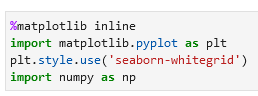 %matplotlib inline
import matplotlib.pyplot as plt
plt.style.use('seaborn-whitegrid')
import numpy as np